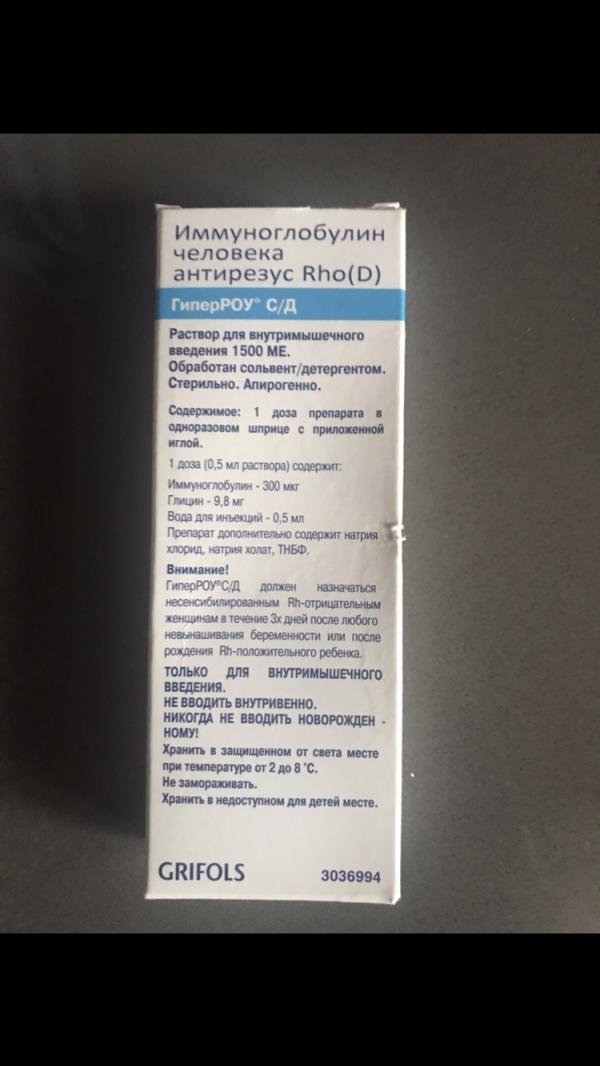 Иммуноглобулин
человека
антирезус Rho(D)
ГиперРОУ® С/Д
Раствор для внутримышечного
введения 1500 МЕ.
Обработан сольвент/детергентом.
Стерильно. Апирогенно.
Содержимое: 1 доза препарата в
одноразовом шприце с приложенной
иглой.
1 доза (0,5 мл раствора) содержит:
Иммуноглобулин - 300 мкг
Глицин - 9,8 мг
Вода для инъекций - 0,5 мл
Препарат дополнительно содержит натрия
хлорид, натрия холат, ТНБФ.
Внимание!
ГиперРОУ®С/Д должен назначаться
несенсибилированным Rh-отрицательным
женщинам в течение 3х дней после любого
невынашивания беременности или после
рождения Rh-положительного ребенка.
ТОЛЬКО ДЛЯ ВНУТРИМЫШЕЧНОГО
ВВЕДЕНИЯ.
НЕ ВВОДИТЬ ВНУТРИВЕННО.
НИКОГДА НЕ ВВОДИТЬ НОВОРОЖДЕН -
НОМУ!
Хранить в защищенном от света месте
при температуре от 2 до 8 °С.
Не замораживать.
Хранить в недоступном для детей месте.
GRIFOLS 3036994